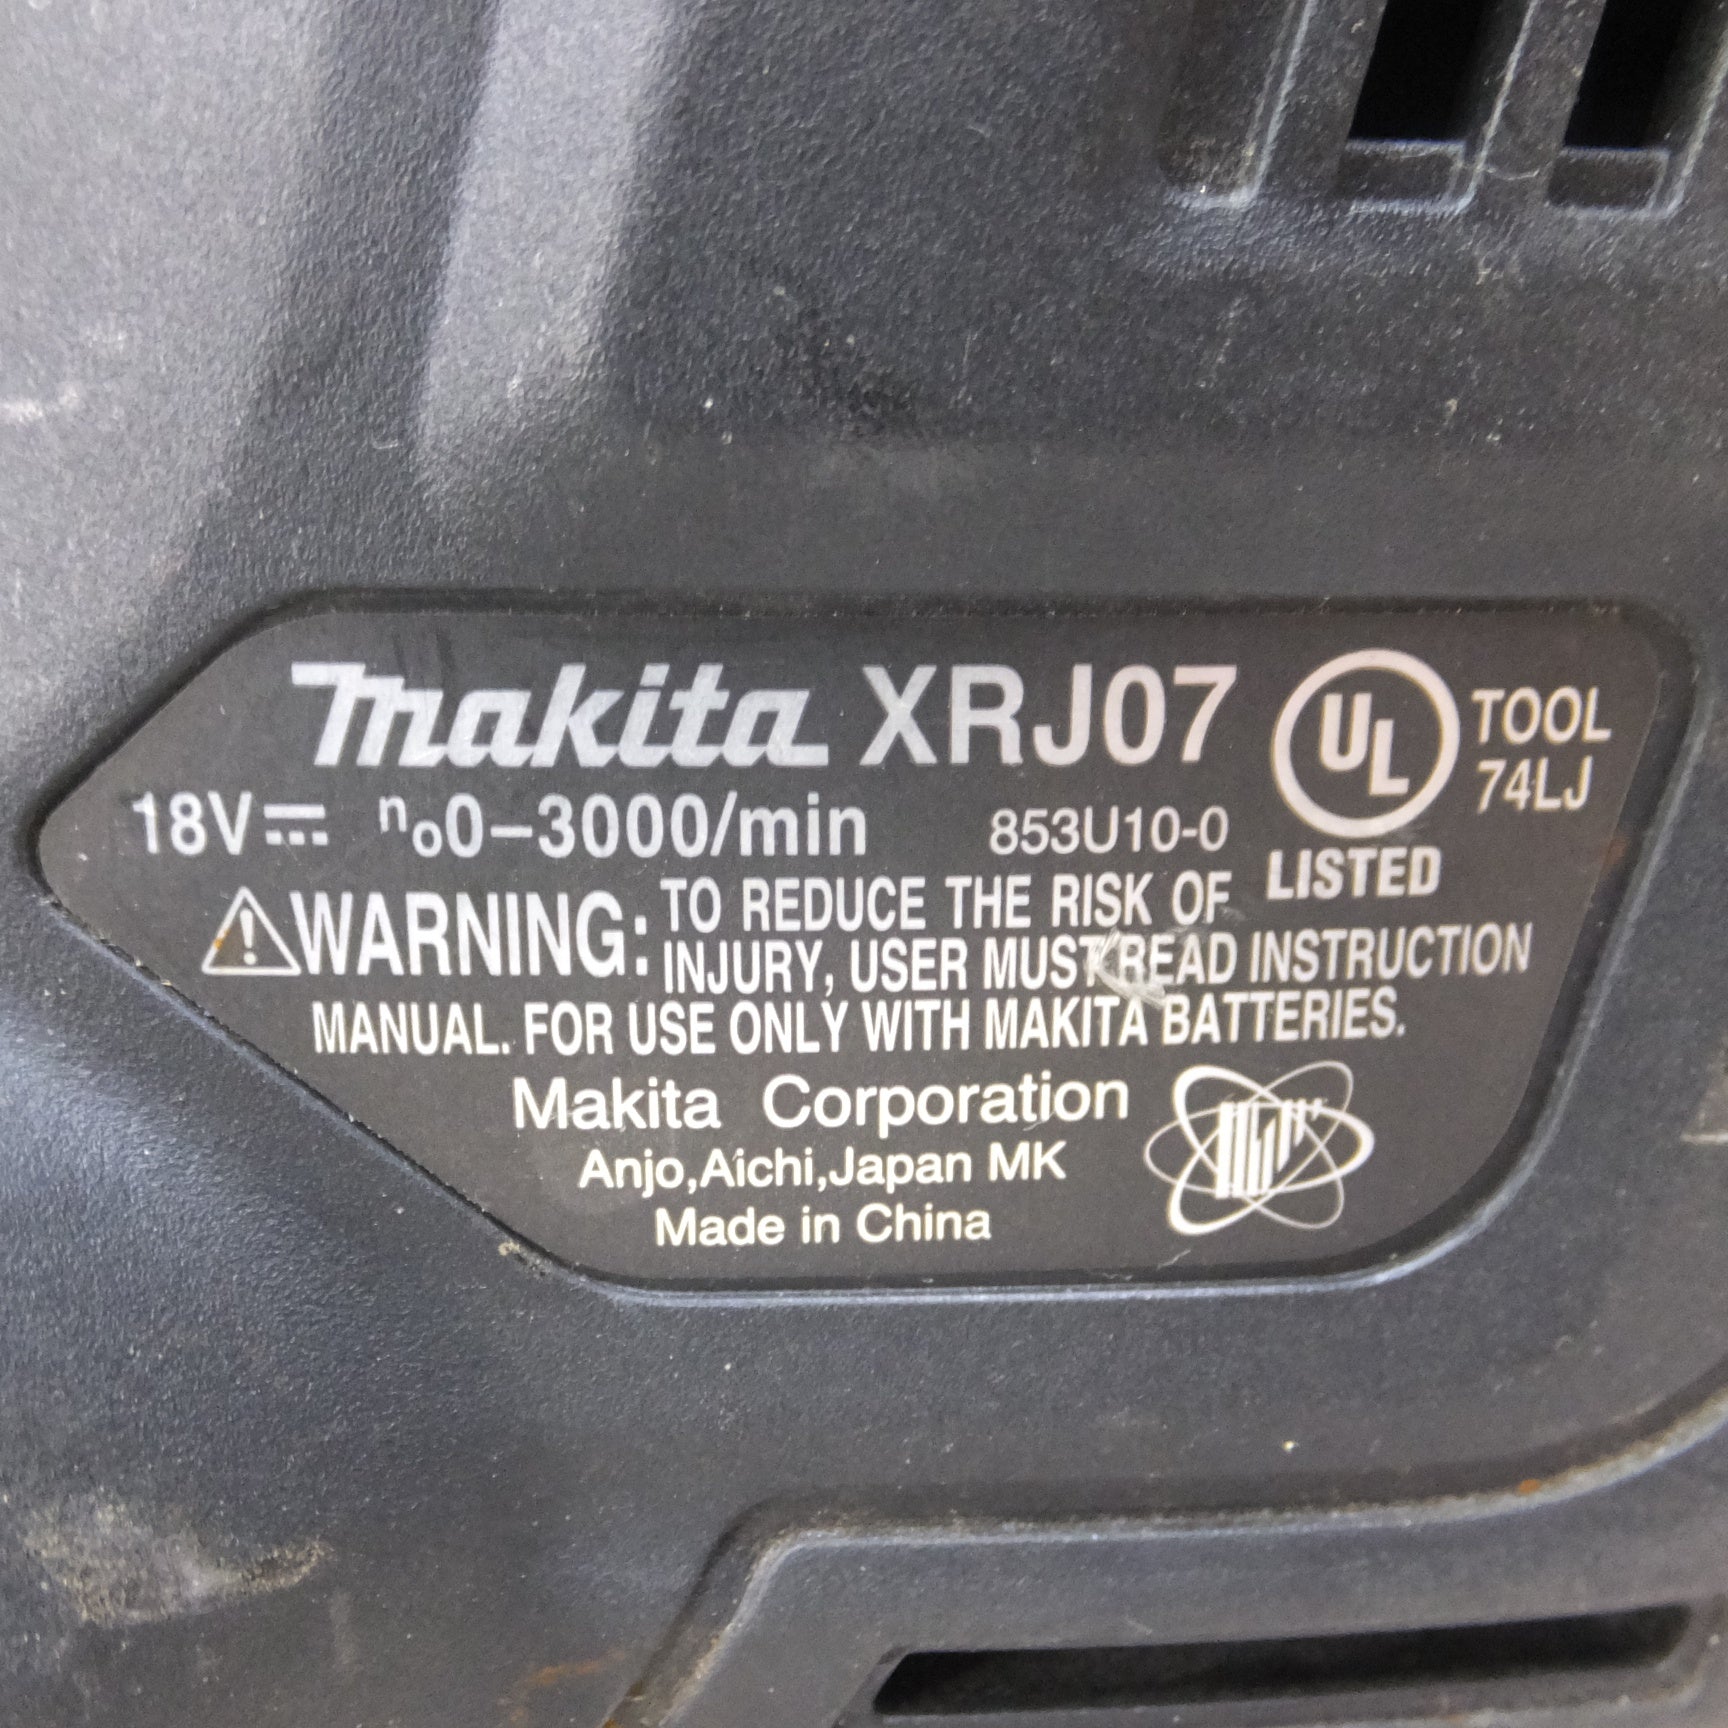 makita XRJ07 UL TOOL
74LJ
18V n₀0-3000/min 853U10-0 LISTED
WARNING: TO REDUCE THE RISK OF
INJURY, USER MUST READ INSTRUCTION
MANUAL. FOR USE ONLY WITH MAKITA BATTERIES.
Makita Corporation
Anjo,Aichi,Japan MK
Made in China